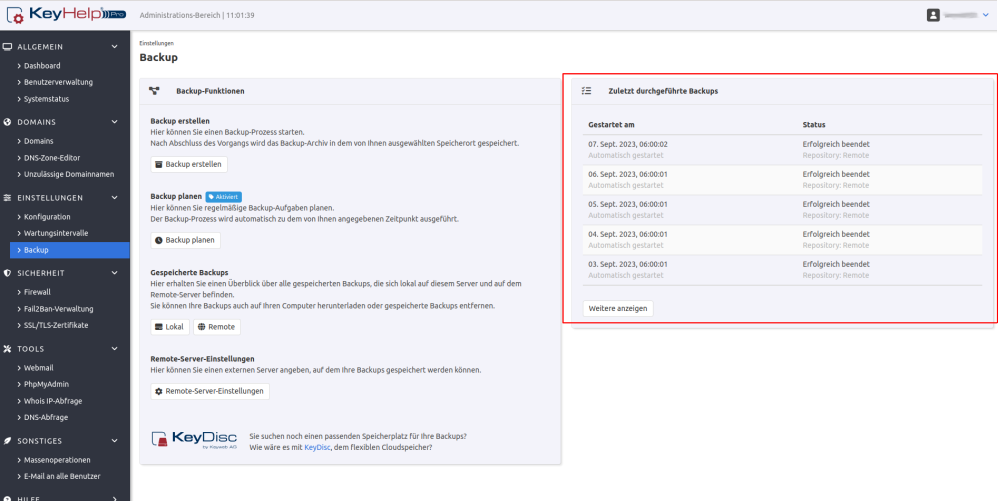 KeyHelp Pro
Administrations-Bereich | 11:01:39
ALLGEMEIN
Dashboard
Benutzerverwaltung
Systemstatus
DOMAINS
Domains
DNS-Zone-Editor
Unzulässige Domainnamen
EINSTELLUNGEN
Konfiguration
Wartungsintervalle
Backup
SICHERHEIT
Firewall
Fail2Ban-Verwaltung
SSL/TLS-Zertifikate
TOOLS
Webmail
PhpMyAdmin
Whois IP-Abfrage
DNS-Abfrage
SONSTIGES
Massenoperationen
E-Mail an alle Benutzer
HILFE
Einstellungen
Backup
Backup-Funktionen
Backup erstellen
Hier können Sie einen Backup-Prozess starten.
Nach Abschluss des Vorgangs wird das Backup-Archiv in dem von Ihnen ausgewählten Speicherort gespeichert.
Backup erstellen
Backup planen Aktiviert
Hier können Sie regelmäßige Backup-Aufgaben planen.
Der Backup-Prozess wird automatisch zu dem von Ihnen angegebenen Zeitpunkt ausgeführt.
Backup planen
Gespeicherte Backups
Hier erhalten Sie einen Überblick über alle gespeicherten Backups, die sich lokal auf diesem Server und auf dem
Remote-Server befinden.
Sie können Ihre Backups auch auf Ihren Computer herunterladen oder gespeicherte Backups entfernen.
Lokal Remote
Remote-Server-Einstellungen
Hier können Sie einen externen Server angeben, auf dem Ihre Backups gespeichert werden können.
Remote-Server-Einstellungen
KeyDisc
by Keyweb AG
Sie suchen noch einen passenden Speicherplatz für Ihre Backups?
Wie wäre es mit KeyDisc, dem flexiblen Cloudspeicher?
Zuletzt durchgeführte Backups
Gestartet am Status
07. Sept. 2023, 06:00:02 Erfolgreich beendet
Automatisch gestartet Repository: Remote
06. Sept. 2023, 06:00:01 Erfolgreich beendet
Automatisch gestartet Repository: Remote
05. Sept. 2023, 06:00:01 Erfolgreich beendet
Automatisch gestartet Repository: Remote
04. Sept. 2023, 06:00:01 Erfolgreich beendet
Automatisch gestartet Repository: Remote
03. Sept. 2023, 06:00:01 Erfolgreich beendet
Automatisch gestartet Repository: Remote
Weitere anzeigen